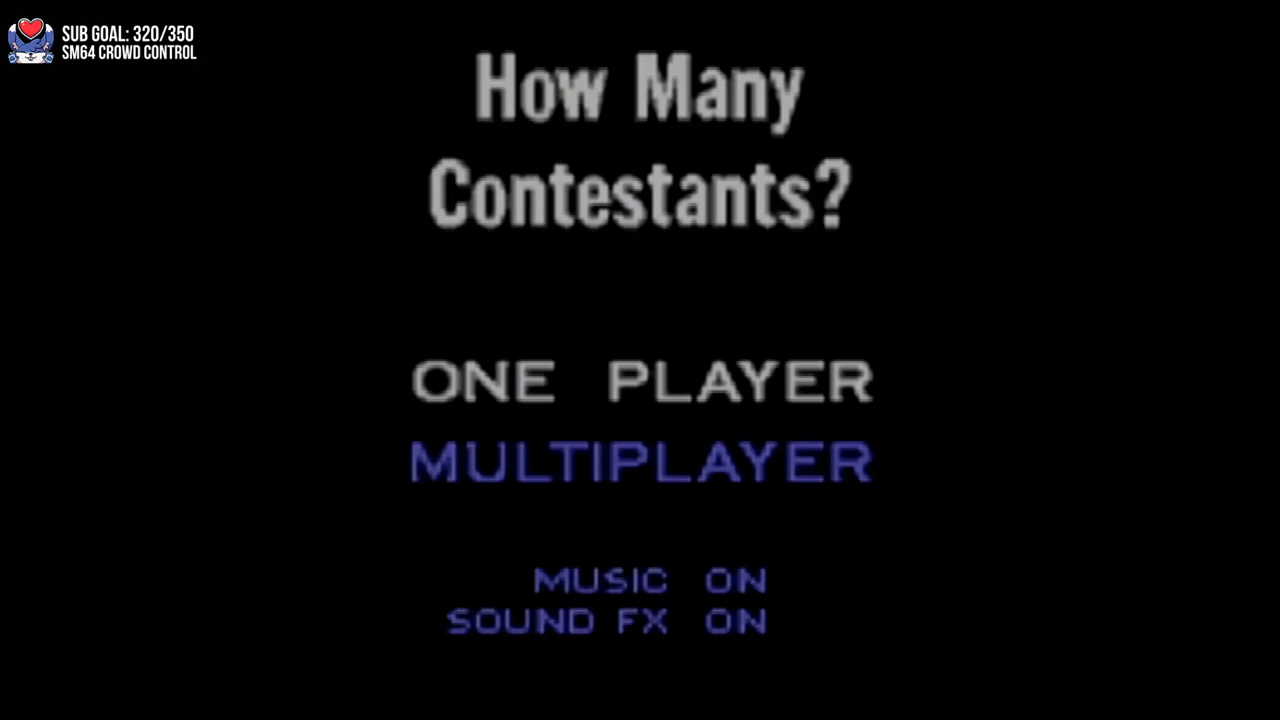 SUB GOAL: 320/350
SM64 CROWD CONTROL
How Many
Contestants?
ONE PLAYER
MULTIPLAYER
MUSIC ON
SOUND FX ON